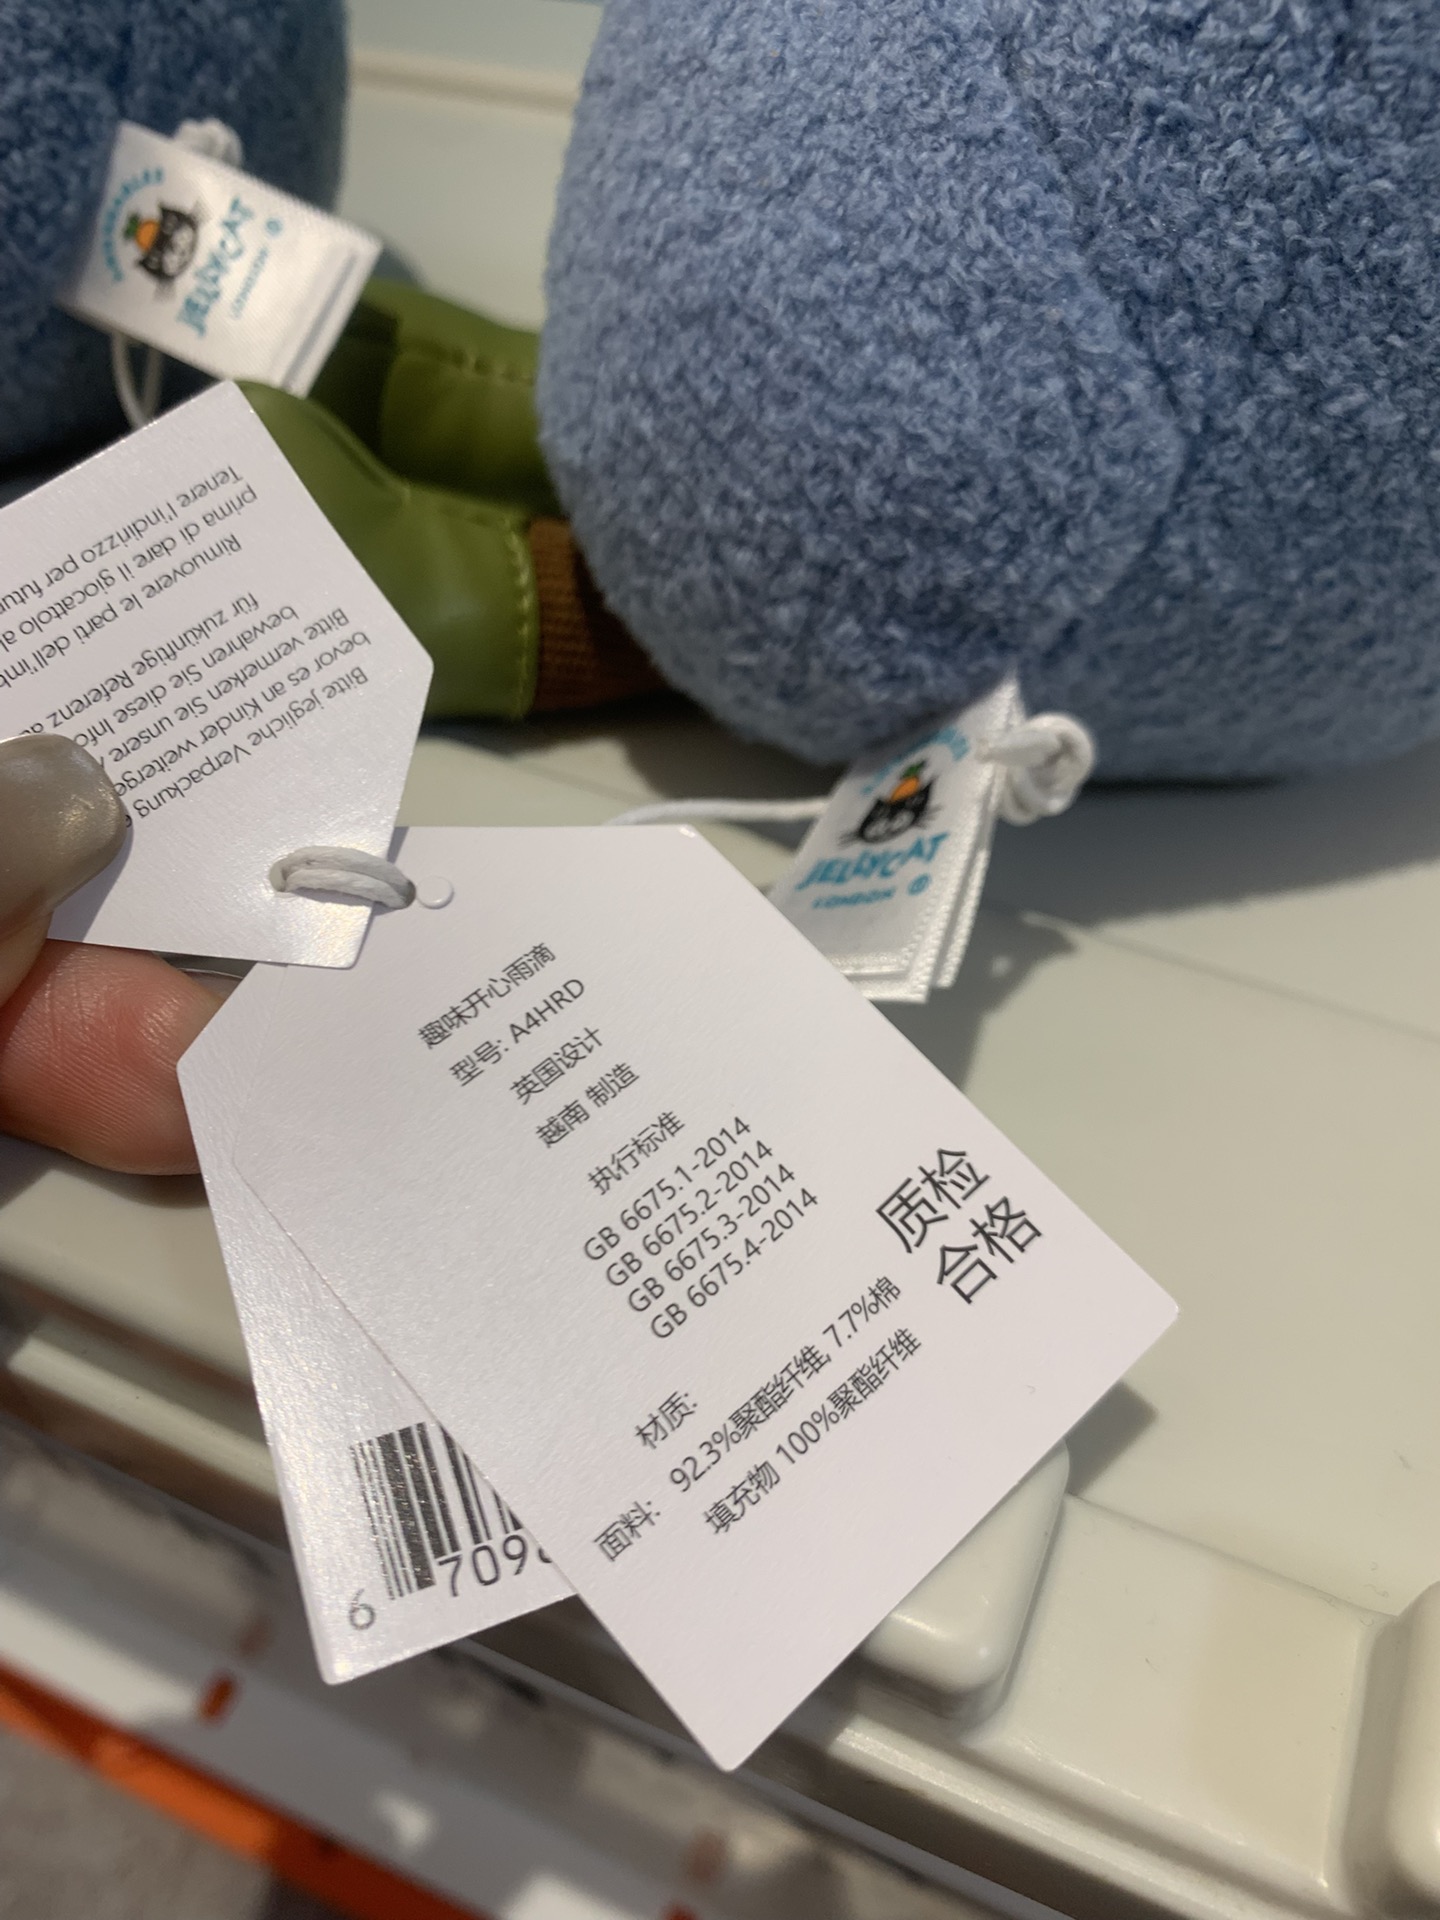 JELLYCAT
LONDON
Tenere l'indirizzo per
prima di dare il giocattolo
Rimuovere le parti
für zukünftige Referenz
bewahren Sie diese
Bitte vermerken Sie unsere
bevor es an Kinder
Bitte jegliche Verpackung
JELLYCAT
LONDON
趣味开心雨滴
型号: A4HRD
英国设计
越南 制造
执行标准
GB 6675.1-2014
GB 6675.2-2014
GB 6675.3-2014
GB 6675.4-2014
质检
合格
材质:
面料: 92.3%聚酯纤维, 7.7%棉
填充物 100%聚酯纤维
6 709